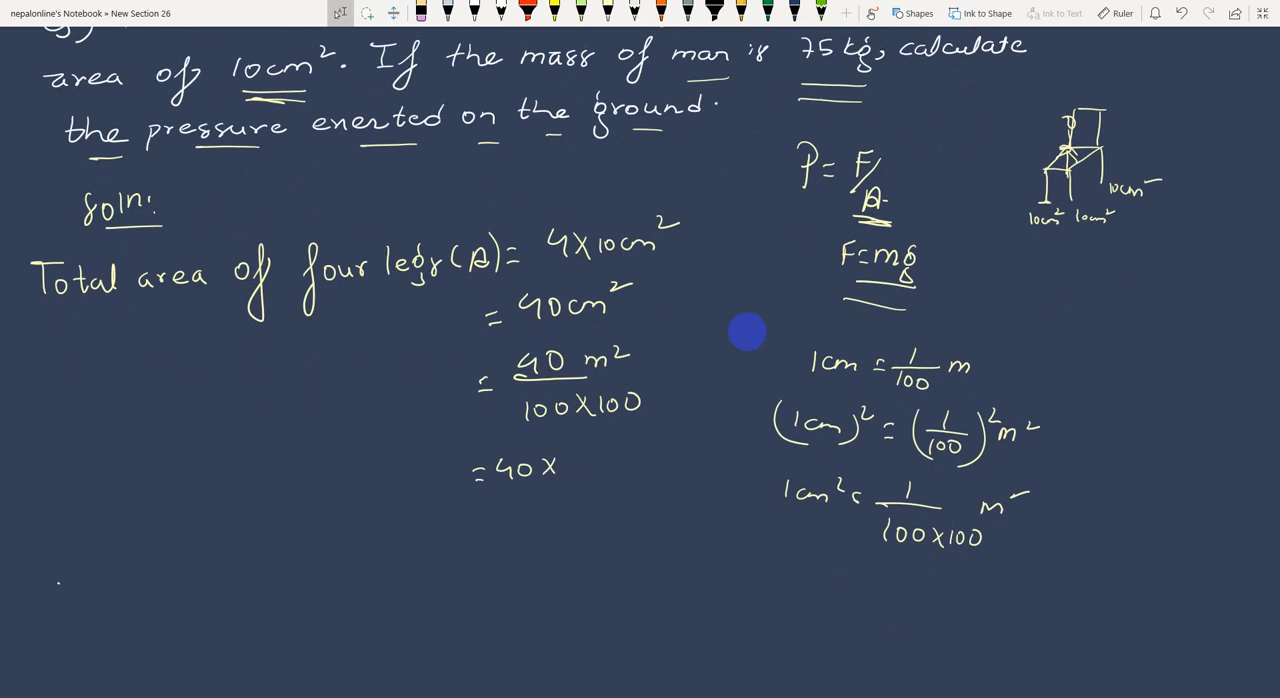 nepalonline's Notebook » New Section 26
Shapes
Ink to Shape
Ink to Text
Ruler
area of 10cm². If the mass of man is 75kg, calculate
the pressure exerted on the ground.
Soln:
Total area of four legs (A) = 4×10cm²
= 40cm²
= 40 m² / 100×100
= 40×
P = F/A
F=mg
1cm = 1/100 m
(1cm)² = (1/100)² m²
1cm² = 1/100×100 m²
10cm²
10cm² 10cm²